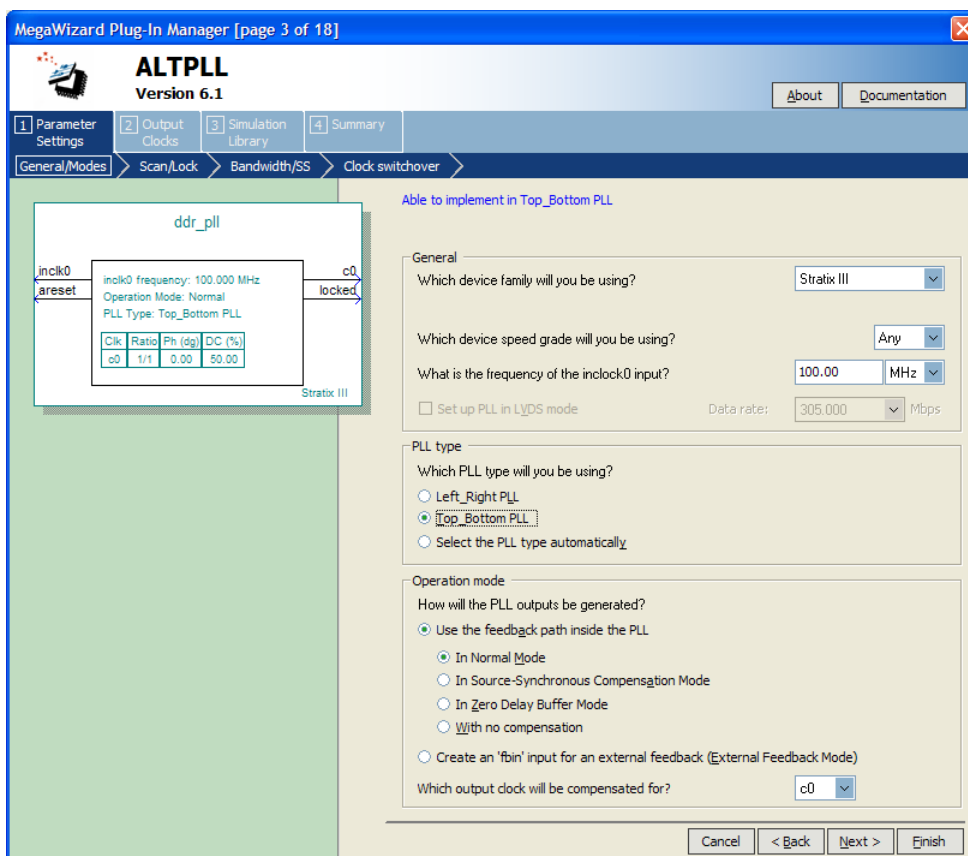 MegaWizard Plug-In Manager [page 3 of 18]
ALTPLL
Version 6.1
About
Documentation
1 Parameter Settings
2 Output Clocks
3 Simulation Library
4 Summary
General/Modes
Scan/Lock
Bandwidth/SS
Clock switchover
ddr_pll
inclk0
areset
c0
locked
inclk0 frequency: 100.000 MHz
Operation Mode: Normal
PLL Type: Top_Bottom PLL
Clk Ratio Ph (dg) DC (%)
c0 1/1 0.00 50.00
Stratix III
Able to implement in Top_Bottom PLL
General
Which device family will you be using? Stratix III
Which device speed grade will you be using? Any
What is the frequency of the inclock0 input? 100.00 MHz
Set up PLL in LVDS mode Data rate: 305.000 Mbps
PLL type
Which PLL type will you be using?
Left_Right PLL
Top_Bottom PLL
Select the PLL type automatically
Operation mode
How will the PLL outputs be generated?
Use the feedback path inside the PLL
In Normal Mode
In Source-Synchronous Compensation Mode
In Zero Delay Buffer Mode
With no compensation
Create an 'fbin' input for an external feedback (External Feedback Mode)
Which output clock will be compensated for? c0
Cancel
< Back
Next >
Finish